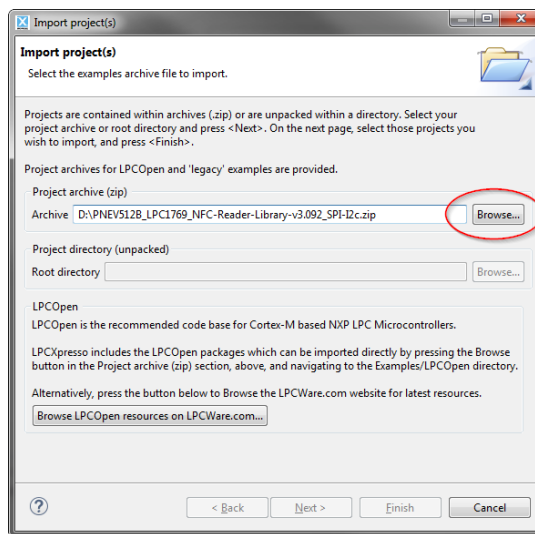 Import project(s)
Import project(s)
Select the examples archive file to import.
Projects are contained within archives (.zip) or are unpacked within a directory. Select your
project archive or root directory and press <Next>. On the next page, select those projects you
wish to import, and press <Finish>.
Project archives for LPCOpen and 'legacy' examples are provided.
Project archive (zip)
Archive D:\PNEV512B_LPC1769_NFC-Reader-Library-v3.092_SPI-I2c.zip Browse...
Project directory (unpacked)
Root directory Browse...
LPCOpen
LPCOpen is the recommended code base for Cortex-M based NXP LPC Microcontrollers.
LPCXpresso includes the LPCOpen packages which can be imported directly by pressing the Browse
button in the Project archive (zip) section, above, and navigating to the Examples/LPCOpen directory.
Alternatively, press the button below to Browse the LPCWare.com website for latest resources.
Browse LPCOpen resources on LPCWare.com...
? < Back Next > Finish Cancel